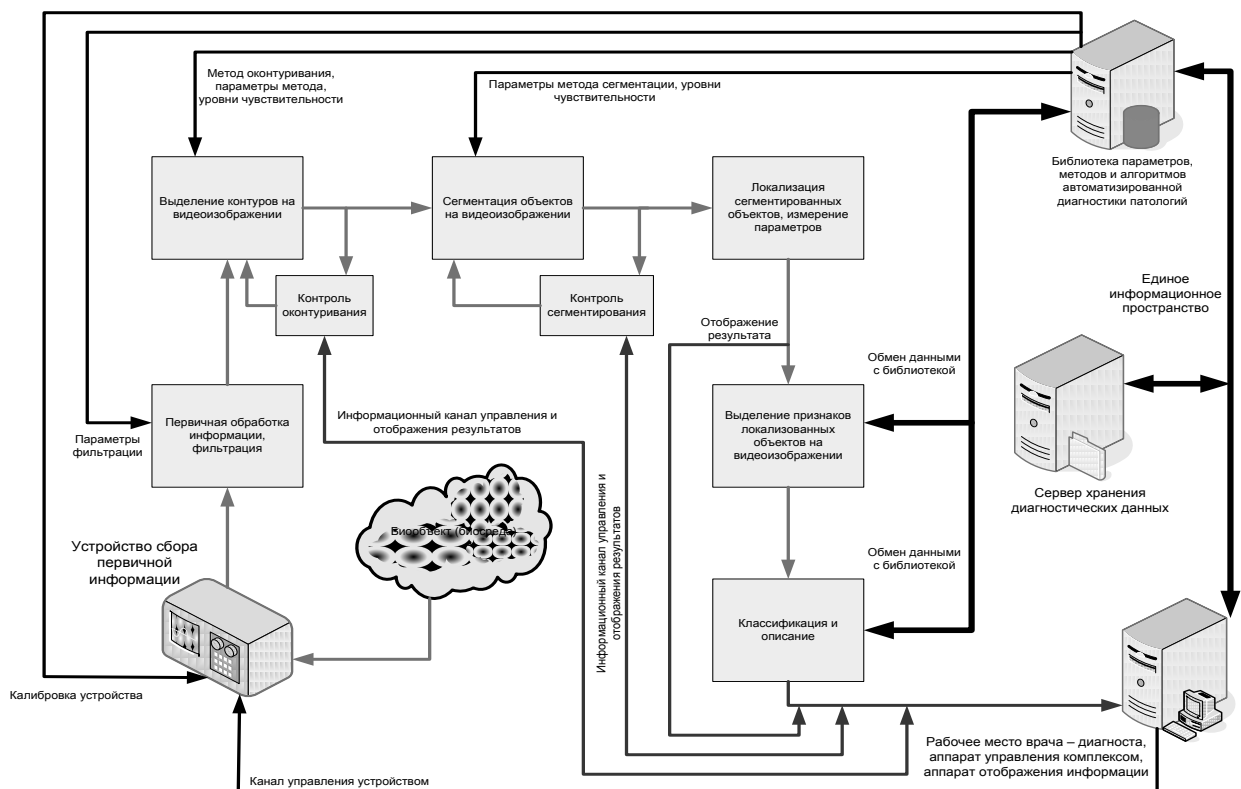 Метод оконтуривания,
параметры метода,
уровни чувствительности
Параметры метода сегментации, уровни
чувствительности
Библиотека параметров,
методов и алгоритмов
автоматизированной
диагностики патологий
Выделение контуров на
видеоизображении
Сегментация объектов
на видеоизображении
Локализация
сегментированных
объектов, измерение
параметров
Контроль
оконтуривания
Контроль
сегментирования
Единое
информационное
пространство
Отображение
результата
Обмен данными
с библиотекой
Параметры
фильтрации
Первичная обработка
информации,
фильтрация
Информационный канал управления и
отображения результатов
Выделение признаков
локализованных
объектов на
видеоизображении
Сервер хранения
диагностических данных
Информационный канал управления и
отображения результатов
Биообъект (биосреда)
Устройство сбора
первичной
информации
Обмен данными
с библиотекой
Классификация и
описание
Калибровка устройства
Рабочее место врача – диагноста,
аппарат управления комплексом,
аппарат отображения информации
Канал управления устройством